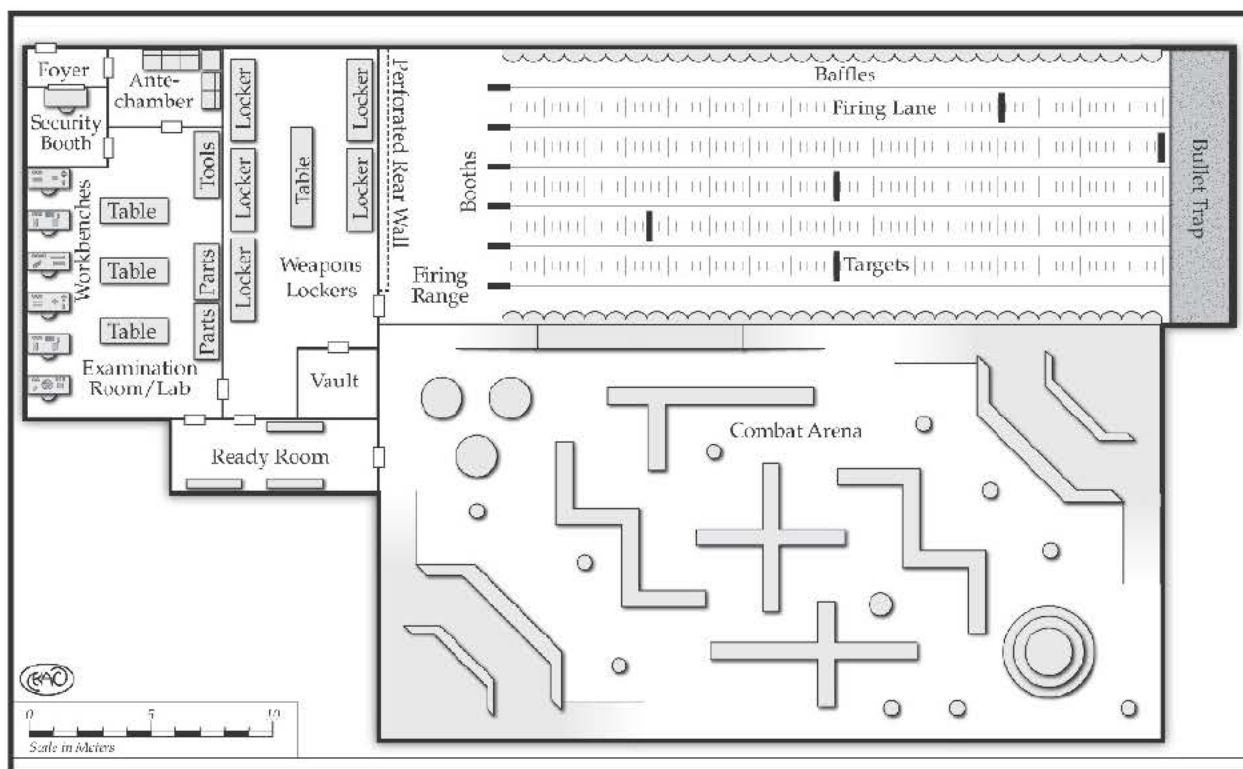 Foyer
Ante-
chamber
Security
Booth
Tools
Locker
Locker
Locker
Locker
Locker
Table
Perforated Rear Wall
Baffles
Firing Lane
Booths
Bullet Trap
Workbenches
Table
Table
Table
Parts
Parts
Weapons
Lockers
Firing
Range
Targets
Examination
Room/Lab
Vault
Ready Room
Combat Arena
0 5 10
Scale in Meters